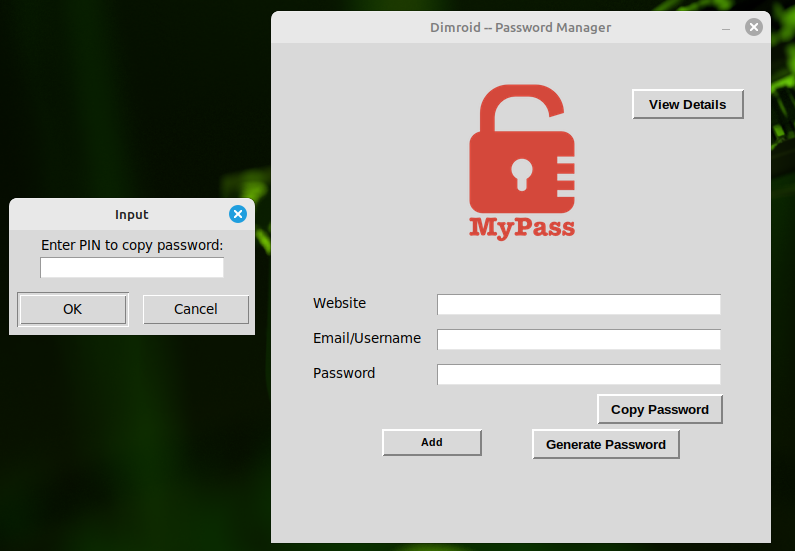 Dimroid -- Password Manager
View Details
MyPass
Input
Enter PIN to copy password:
OK
Cancel
Website
Email/Username
Password
Copy Password
Add
Generate Password